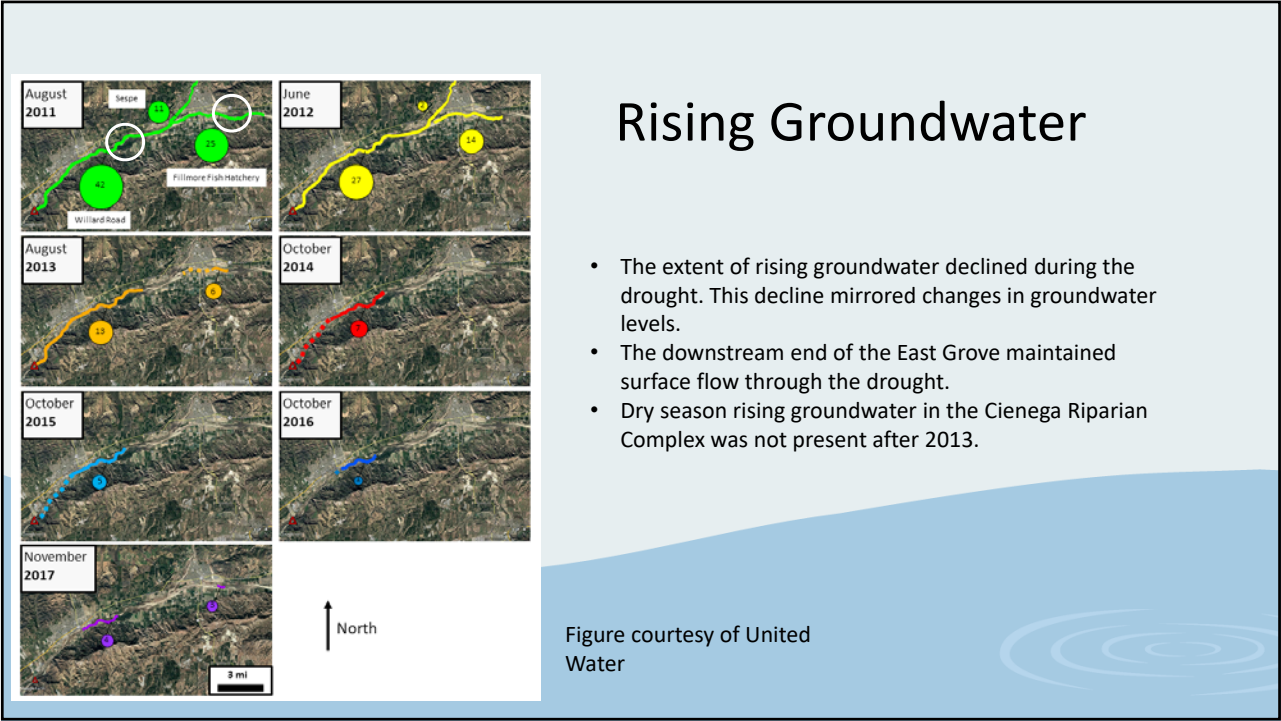 Rising Groundwater
August
2011
Sespe
11
25
Fillmore Fish Hatchery
42
Willard Road
June
2012
2
14
27
August
2013
6
13
October
2014
7
October
2015
5
October
2016
November
2017
4
3 mi
North
• The extent of rising groundwater declined during the
drought. This decline mirrored changes in groundwater
levels.
• The downstream end of the East Grove maintained
surface flow through the drought.
• Dry season rising groundwater in the Cienega Riparian
Complex was not present after 2013.
Figure courtesy of United
Water